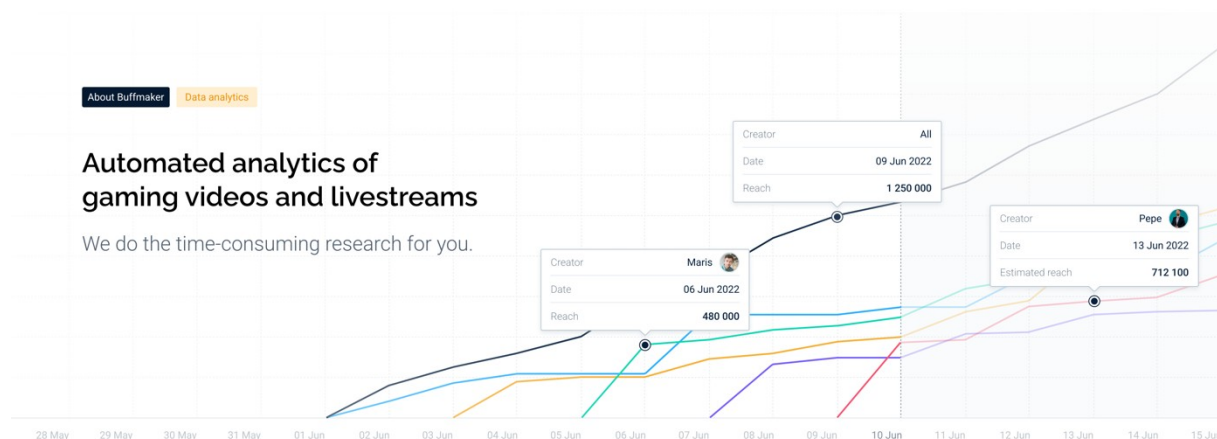 About Buffmaker
Data analytics
Automated analytics of
gaming videos and livestreams
We do the time-consuming research for you.
Creator Maris
Date 06 Jun 2022
Reach 480 000
Creator All
Date 09 Jun 2022
Reach 1 250 000
Creator Pepe
Date 13 Jun 2022
Estimated reach 712 100
28 May 29 May 30 May 31 May 01 Jun 02 Jun 03 Jun 04 Jun 05 Jun 06 Jun 07 Jun 08 Jun 09 Jun 10 Jun 11 Jun 12 Jun 13 Jun 14 Jun 15 Ju